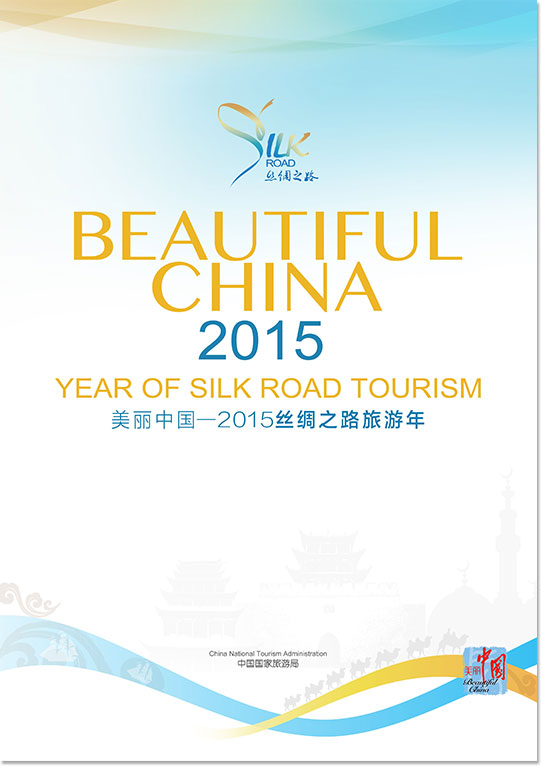 SILK
ROAD
丝绸之路
BEAUTIFUL
CHINA
2015
YEAR OF SILK ROAD TOURISM
美丽中国—2015丝绸之路旅游年
China National Tourism Administration
中国国家旅游局
美丽中国
Beautiful
China